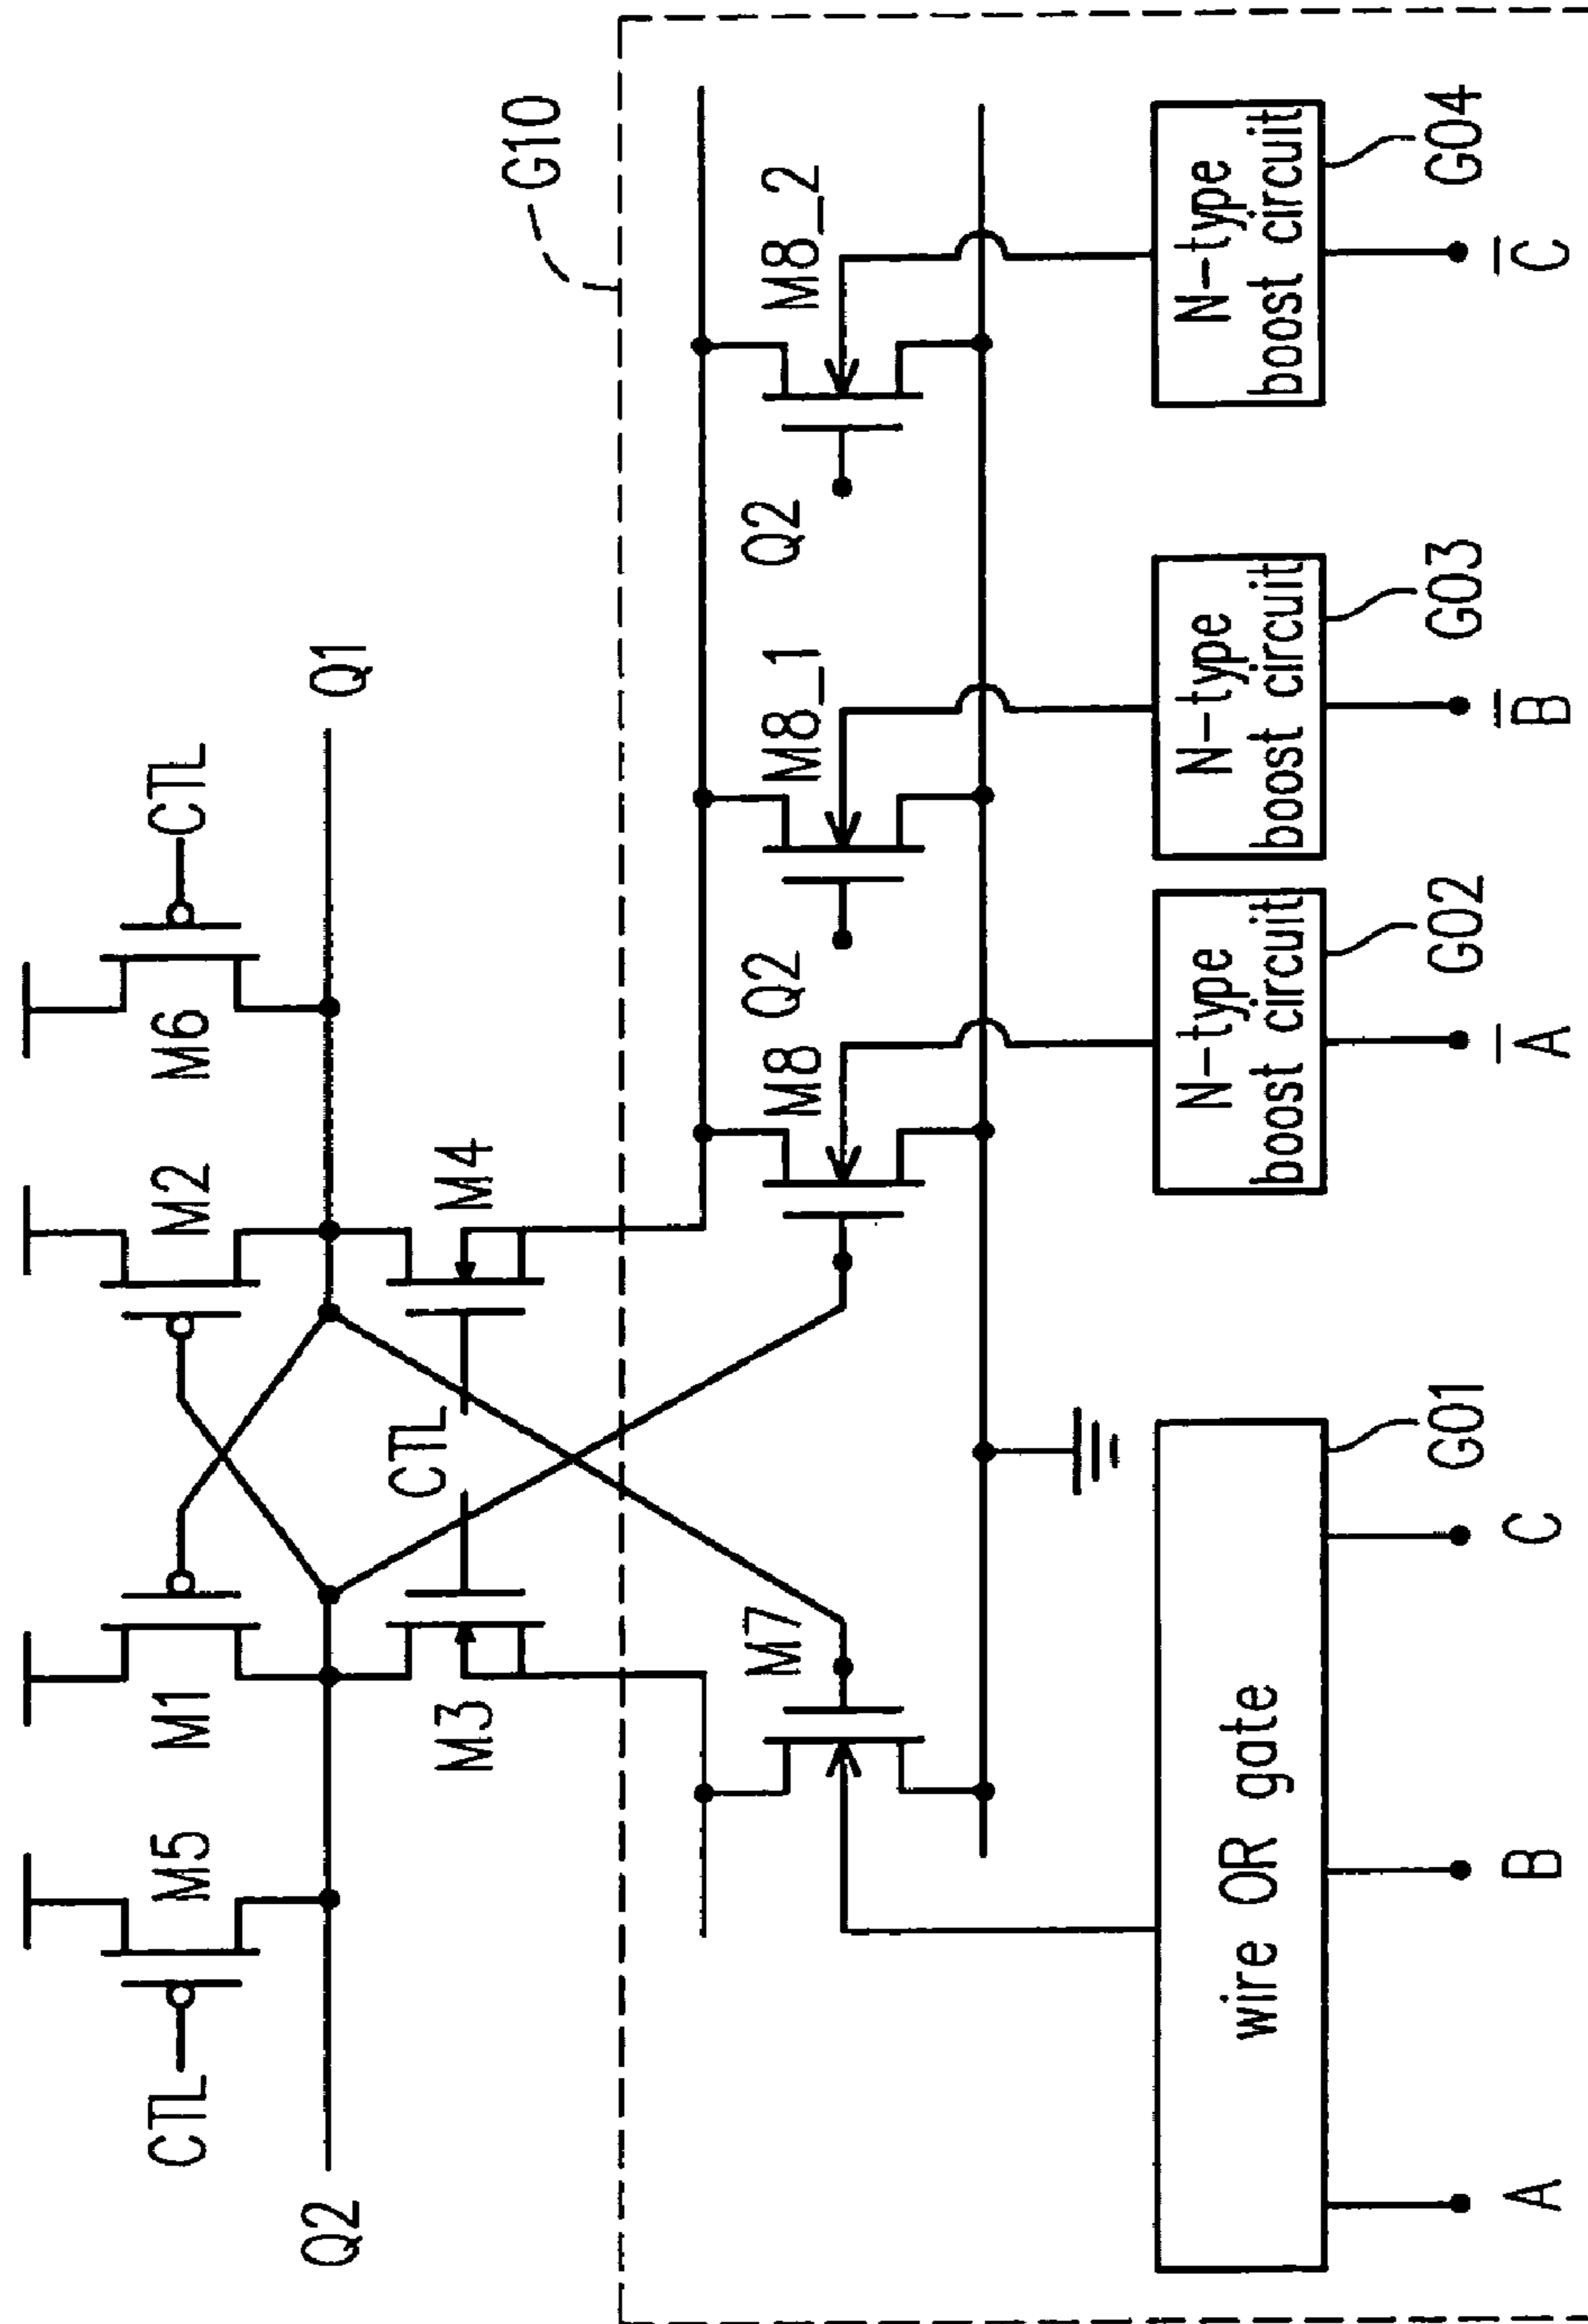 CTL
M5
M1
M2
M6
CTL
Q2
Q1
M3
CTL
M4
G10
M7
M8
M8_1
M8_2
Q2
Q2
wire OR gate
N-type
boost circuit
N-type
boost circuit
N-type
boost circuit
G01
G02
G03
G04
A
B
C
A̅
B̅
C̅